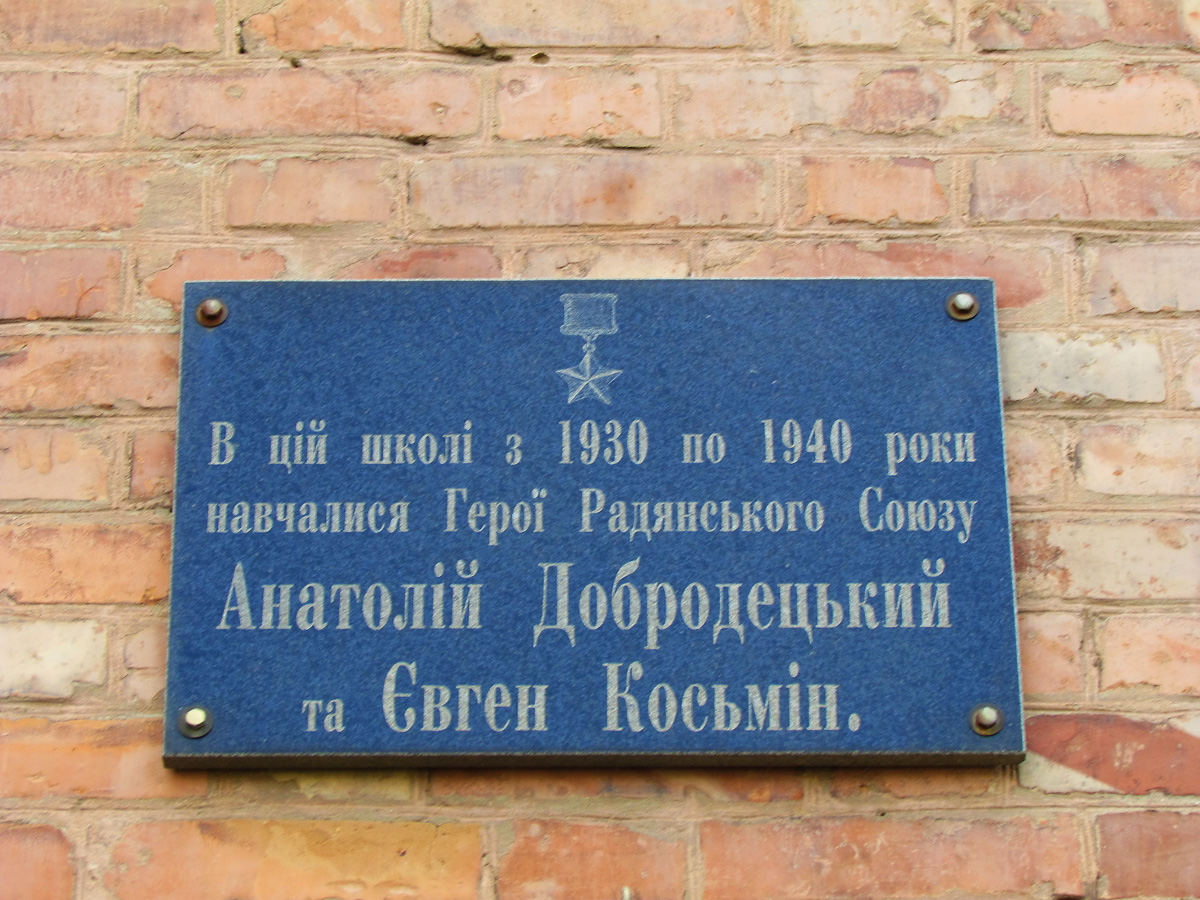 В цій школі з 1930 по 1940 роки
навчалися Герої Радянського Союзу
Анатолій Добродецький
та Євген Косьмін.